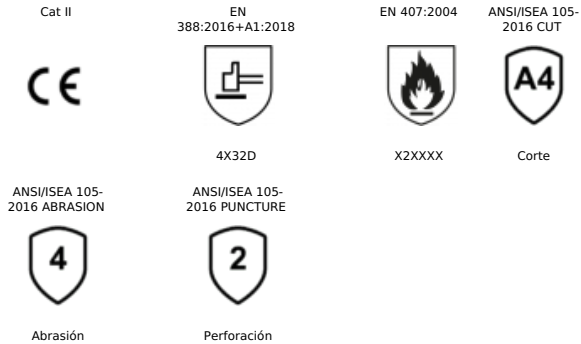 Cat II
EN
388:2016+A1:2018
EN 407:2004
ANSI/ISEA 105-
2016 CUT
CE
A4
4X32D
X2XXXX
Corte
ANSI/ISEA 105-
2016 ABRASION
ANSI/ISEA 105-
2016 PUNCTURE
4
2
Abrasión
Perforación